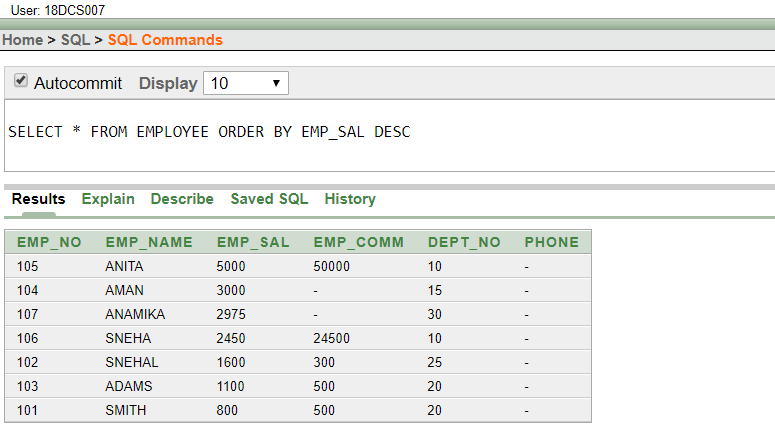 User: 18DCS007
Home > SQL > SQL Commands
Autocommit Display 10
SELECT * FROM EMPLOYEE ORDER BY EMP_SAL DESC
Results Explain Describe Saved SQL History
EMP_NO EMP_NAME EMP_SAL EMP_COMM DEPT_NO PHONE
105 ANITA 5000 50000 10 -
104 AMAN 3000 - 15 -
107 ANAMIKA 2975 - 30 -
106 SNEHA 2450 24500 10 -
102 SNEHAL 1600 300 25 -
103 ADAMS 1100 500 20 -
101 SMITH 800 500 20 -